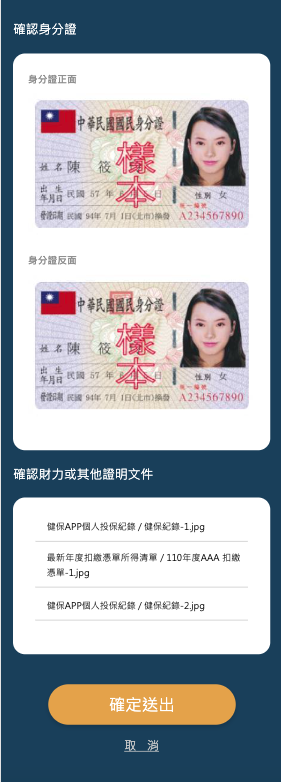 確認身分證
身分證正面
中華民國國民身分證
樣本
姓名 陳 筱
出生年月日 民國 57 年 6 月
性別 女
發證日期 民國 94年 7月 1日(北市)換發
統一編號
A234567890
身分證反面
中華民國國民身分證
樣本
姓名 陳 筱
出生年月日 民國 57 年 6 月
性別 女
發證日期 民國 94年 7月 1日(北市)換發
統一編號
A234567890
確認財力或其他證明文件
健保APP個人投保紀錄 / 健保紀錄-1.jpg
最新年度扣繳憑單所得清單 / 110年度AAA 扣繳
憑單-1.jpg
健保APP個人投保紀錄 / 健保紀錄-2.jpg
確定送出
取 消